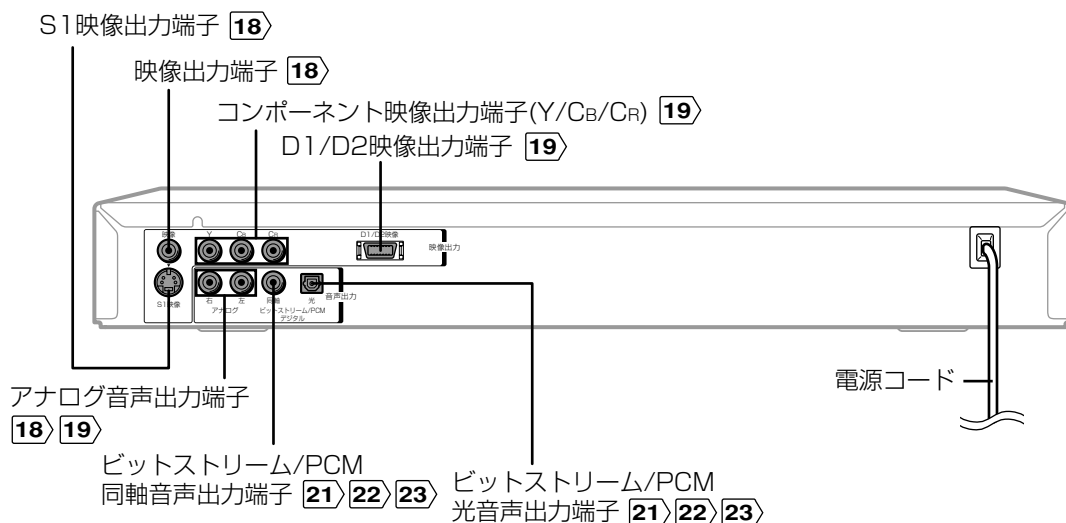 S1映像出力端子 18
映像出力端子 18
コンポーネント映像出力端子(Y/CB/CR) 19
D1/D2映像出力端子 19
映像
Y
CB
CR
D1/D2映像
映像出力
S1映像
右
左
アナログ
同軸
光
音声出力
ビットストリーム/PCM
デジタル
電源コード
アナログ音声出力端子
18 19
ビットストリーム/PCM
同軸音声出力端子 21 22 23
ビットストリーム/PCM
光音声出力端子 21 22 23